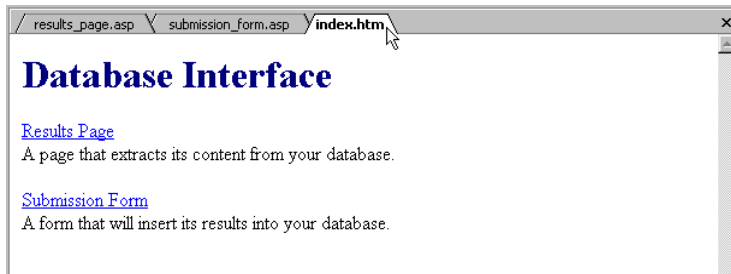 results_page.asp submission_form.asp index.htm
Database Interface
Results Page
A page that extracts its content from your database.
Submission Form
A form that will insert its results into your database.